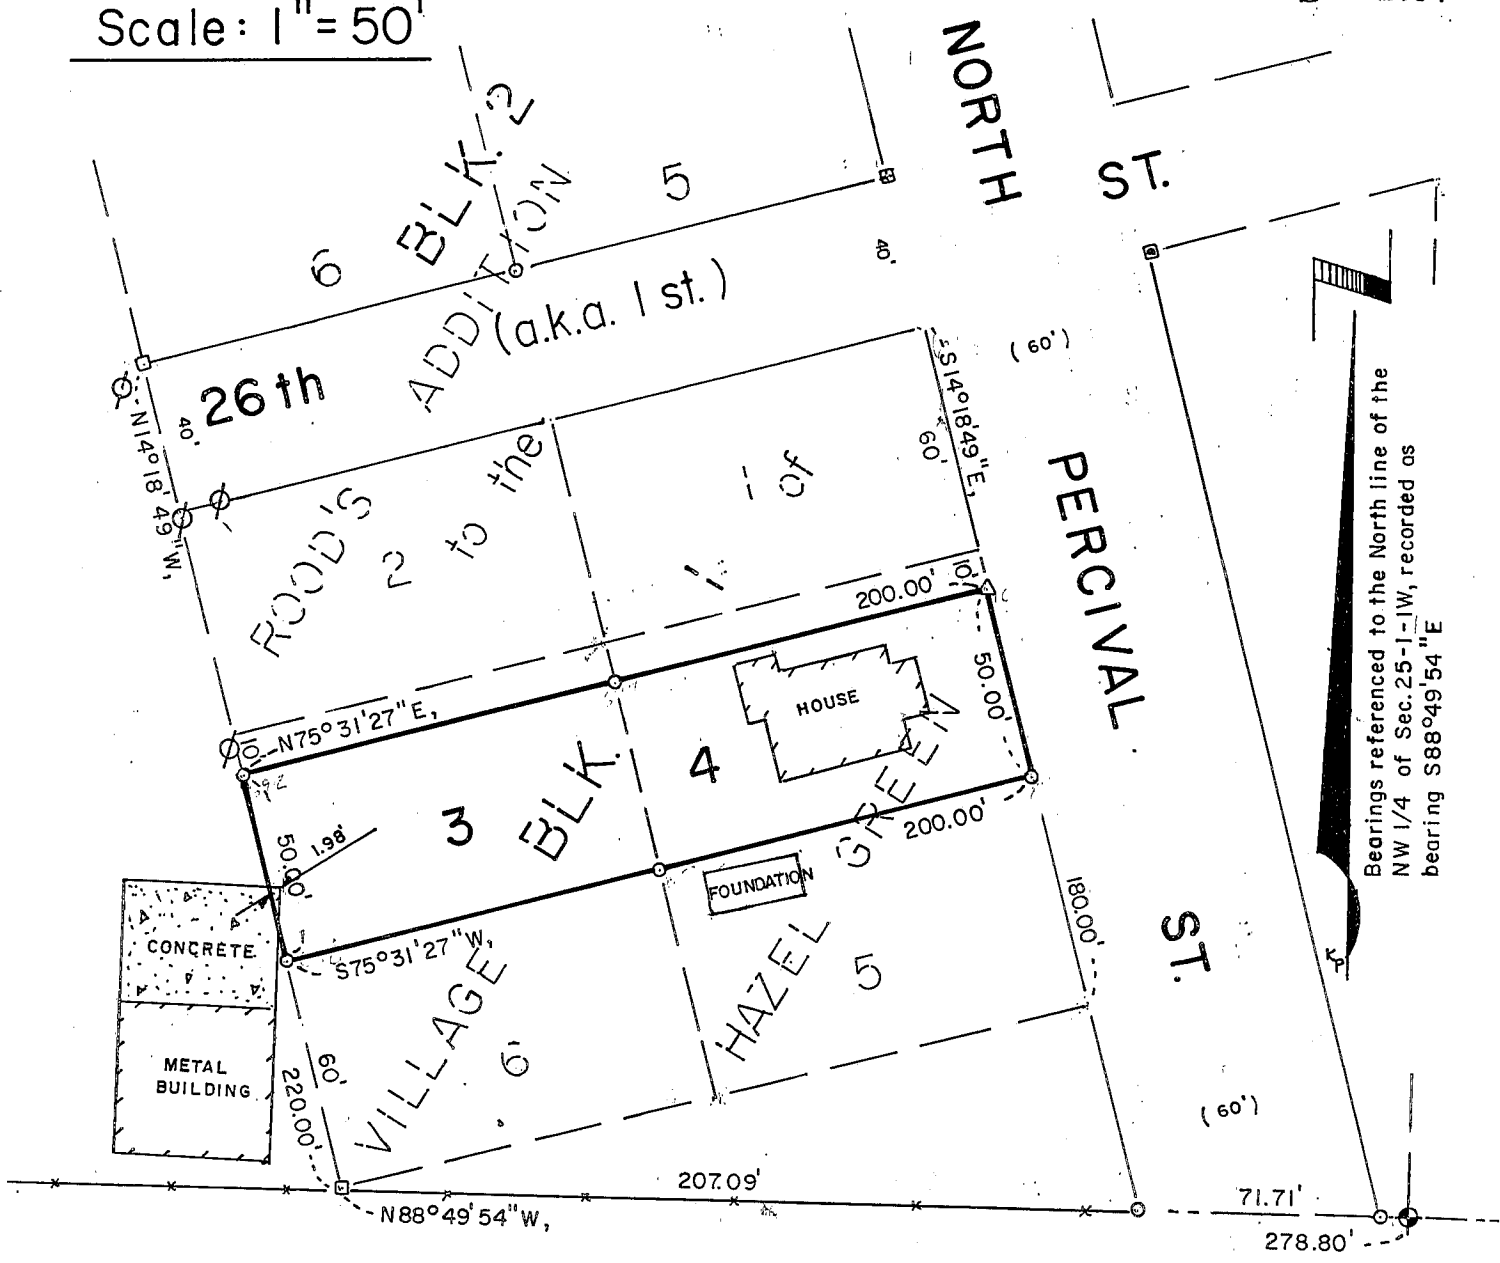 Scale: 1"=50'
NORTH
ST.
BLK. 2
ADDITION
5
6
40'
(a.k.a. 1 st.)
26th
40'
N14°18'49"W,
(60')
S14°18'49"E,
60'
ROOD'S
2 to the
1 of
PERCIVAL
ST.
200.00'
10'
50.00'
HOUSE
10'
N75°31'27"E,
3
BLK. 1
4
50.00'
1.98'
200.00'
FOUNDATION
GREEN
HAZEL
VILLAGE
180.00'
CONCRETE
S75°31'27"W,
5
6
METAL
BUILDING
60'
220.00'
(60')
207.09'
N88°49'54"W,
71.71'
278.80'
Bearings referenced to the North line of the
NW 1/4 of Sec. 25-1-1W, recorded as
bearing S88°49'54"E
KP